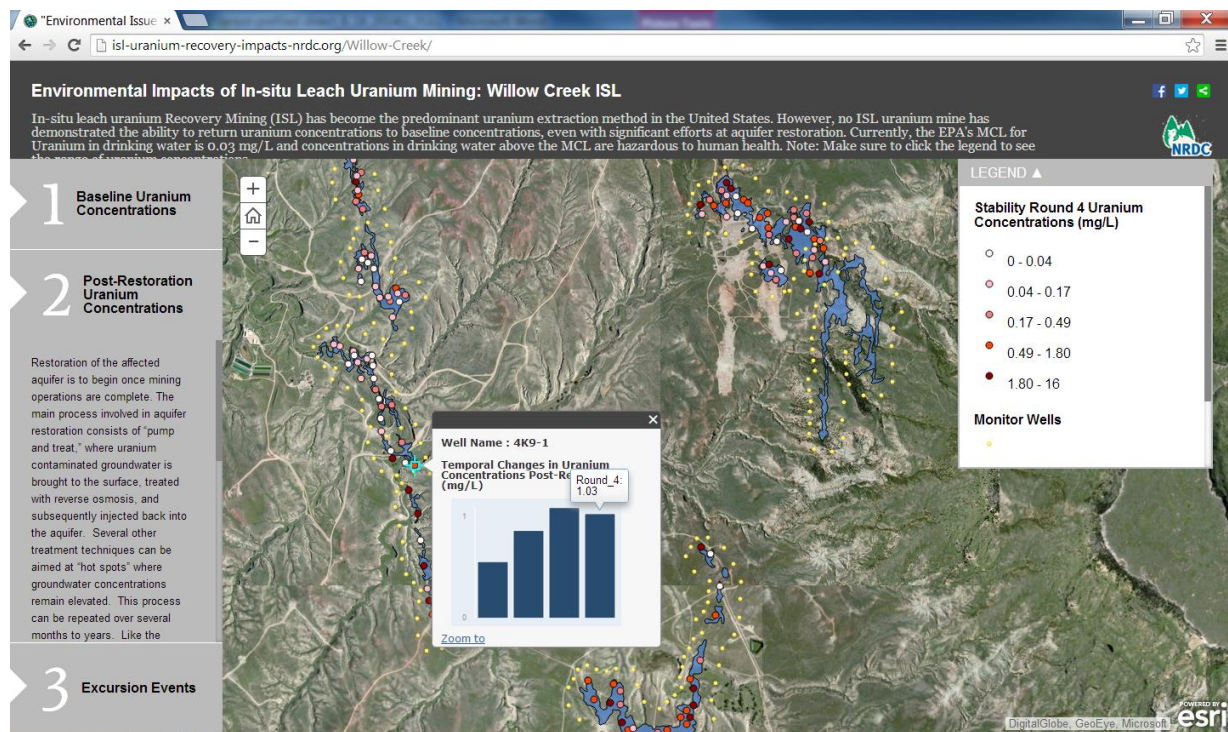 "Environmental Issue ×
isl-uranium-recovery-impacts-nrdc.org/Willow-Creek/
Environmental Impacts of In-situ Leach Uranium Mining: Willow Creek ISL
In-situ leach uranium Recovery Mining (ISL) has become the predominant uranium extraction method in the United States. However, no ISL uranium mine has
demonstrated the ability to return uranium concentrations to baseline concentrations, even with significant efforts at aquifer restoration. Currently, the EPA's MCL for
Uranium in drinking water is 0.03 mg/L and concentrations in drinking water above the MCL are hazardous to human health. Note: Make sure to click the legend to see
the range of uranium concentrations
NRDC
1
Baseline Uranium
Concentrations
2
Post-Restoration
Uranium
Concentrations
Restoration of the affected
aquifer is to begin once mining
operations are complete. The
main process involved in aquifer
restoration consists of "pump
and treat," where uranium
contaminated groundwater is
brought to the surface, treated
with reverse osmosis, and
subsequently injected back into
the aquifer. Several other
treatment techniques can be
aimed at "hot spots" where
groundwater concentrations
remain elevated. This process
can be repeated over several
months to years. Like the
3
Excursion Events
+
−
Well Name : 4K9-1
Temporal Changes in Uranium
Concentrations Post-Re
(mg/L)
Round_4:
1.03
1
0
Zoom to
LEGEND ▲
Stability Round 4 Uranium
Concentrations (mg/L)
0 - 0.04
0.04 - 0.17
0.17 - 0.49
0.49 - 1.80
1.80 - 16
Monitor Wells
DigitalGlobe, GeoEye, Microsoft
POWERED BY
esri